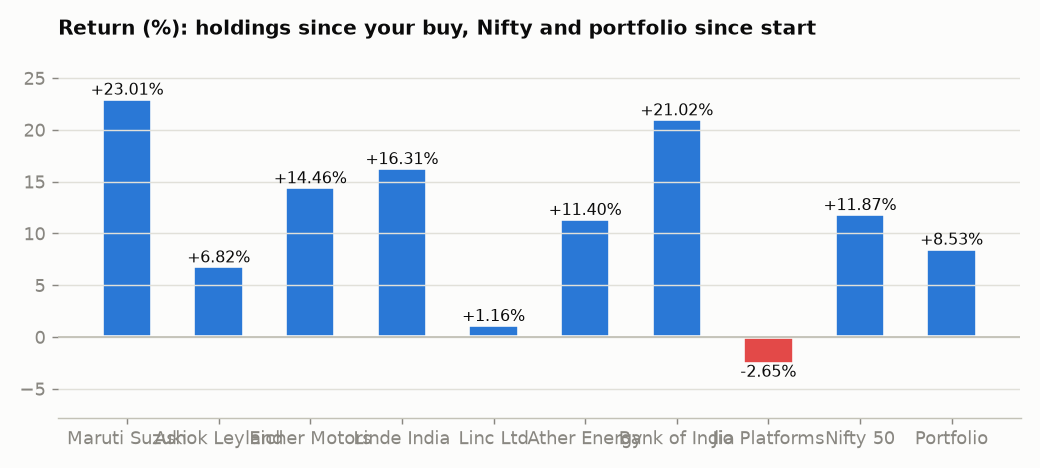 Return (%): holdings since your buy, Nifty and portfolio since start
25
20
15
10
5
0
−5
+23.01%
+6.82%
+14.46%
+16.31%
+1.16%
+11.40%
+21.02%
-2.65%
+11.87%
+8.53%
Maruti Suzuki
Ashok Leyland
Eicher Motors
Linde India
Linc Ltd
Ather Energy
Bank of India
Jio Platforms
Nifty 50
Portfolio